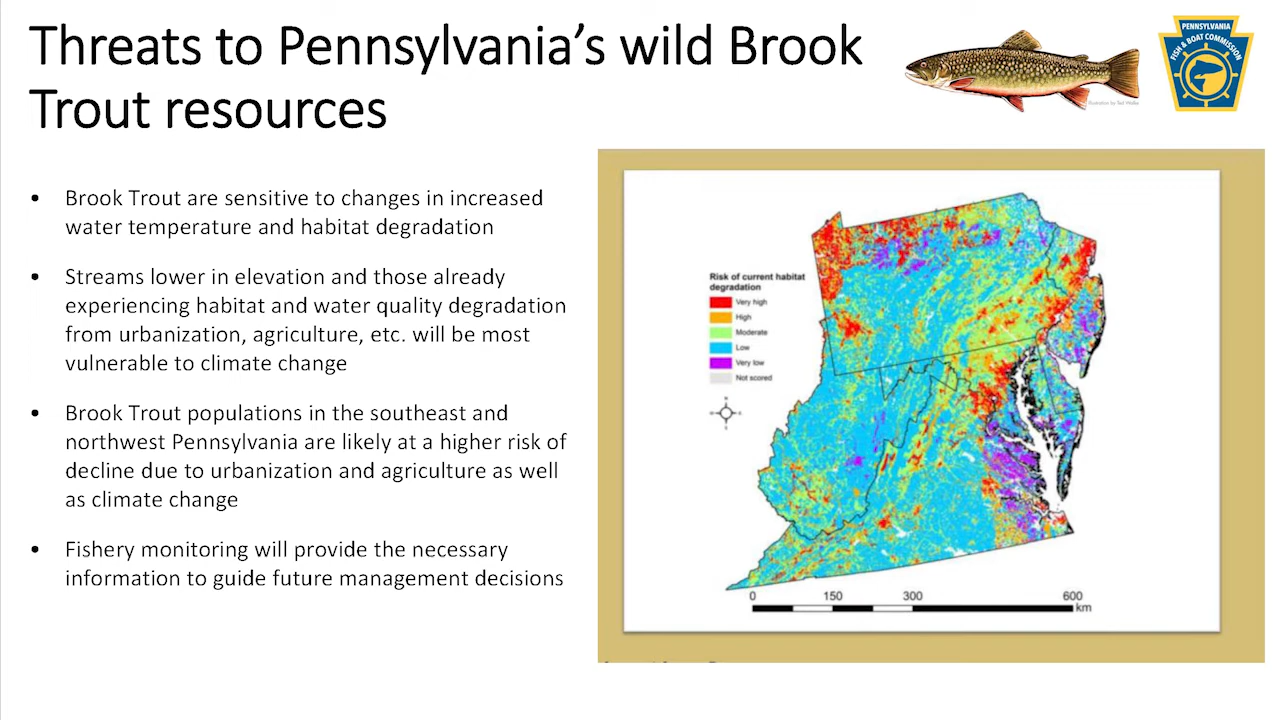 Threats to Pennsylvania’s wild Brook
Trout resources
Illustration by Ted Walke
PENNSYLVANIA
FISH & BOAT COMMISSION
• Brook Trout are sensitive to changes in increased
water temperature and habitat degradation
• Streams lower in elevation and those already
experiencing habitat and water quality degradation
from urbanization, agriculture, etc. will be most
vulnerable to climate change
• Brook Trout populations in the southeast and
northwest Pennsylvania are likely at a higher risk of
decline due to urbanization and agriculture as well
as climate change
• Fishery monitoring will provide the necessary
information to guide future management decisions
Risk of current habitat
degradation
Very high
High
Moderate
Low
Very low
Not scored
0 150 300 600
km